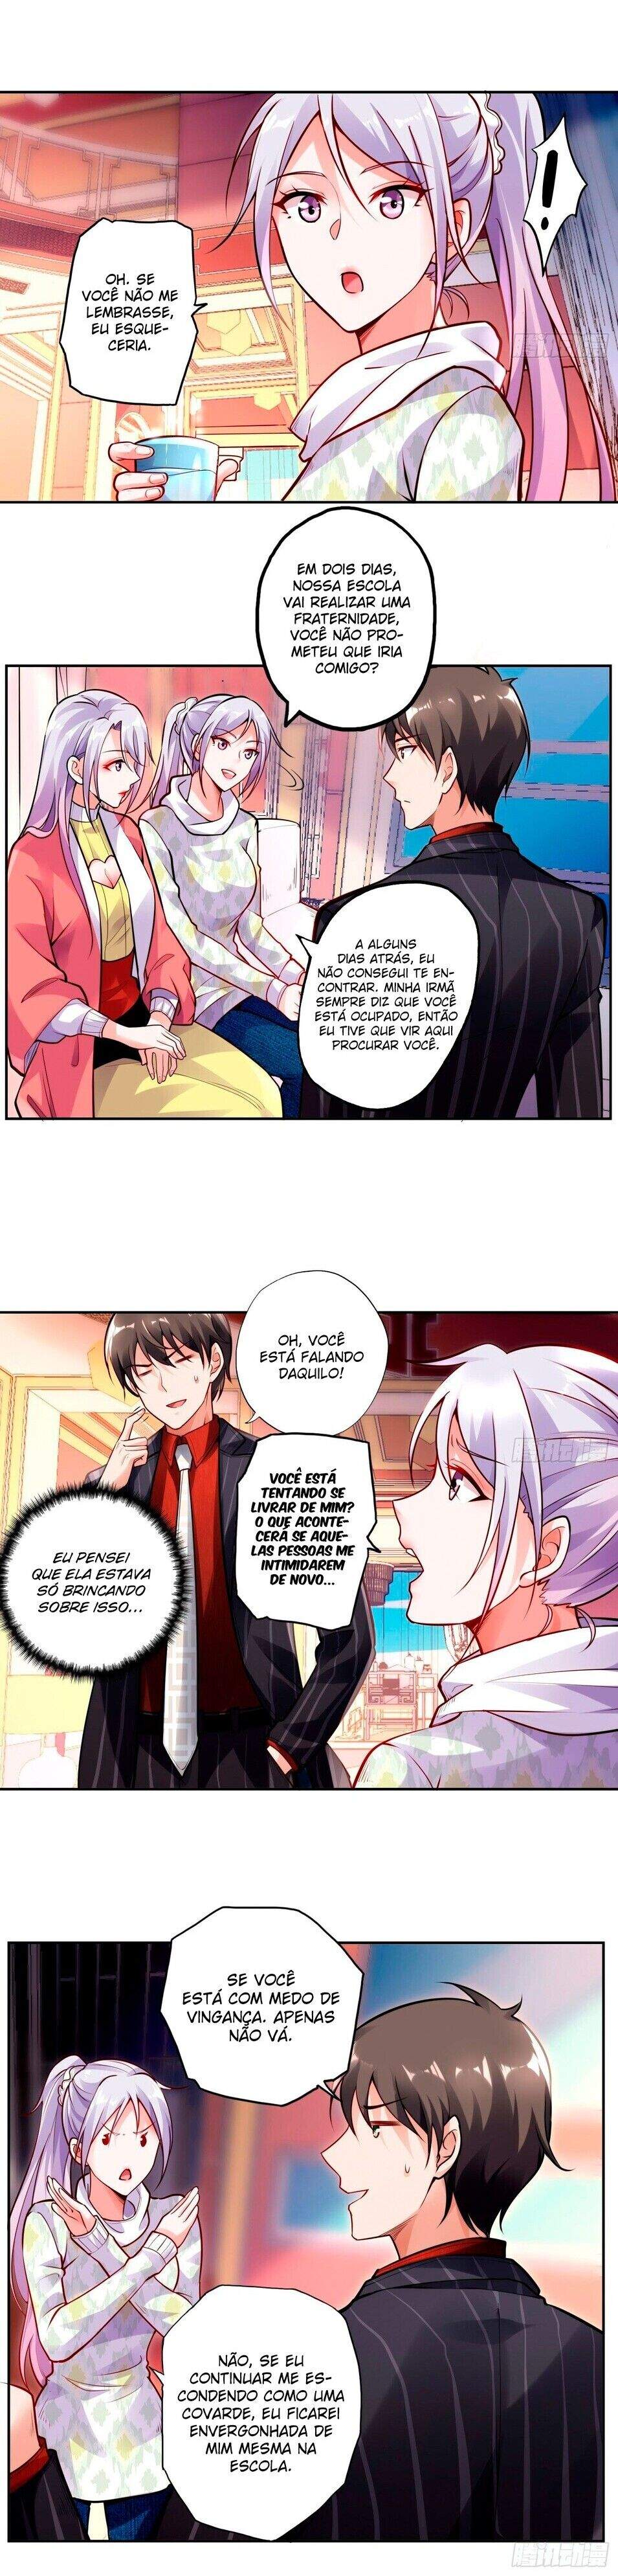 !
OH. SE
VOCÊ NÃO ME
LEMBRASSE,
EU ESQUE-
CERIA.
EM DOIS DIAS,
NOSSA ESCOLA
VAI REALIZAR UMA
FRATERNIDADE,
VOCÊ NÃO PRO-
METEU QUE IRIA
COMIGO?
A ALGUNS
DIAS ATRÁS, EU
NÃO CONSEGUI TE EN-
CONTRAR. MINHA IRMÃ
SEMPRE DIZ QUE VOCÊ
ESTÁ OCUPADO, ENTÃO
EU TIVE QUE VIR AQUI
PROCURAR VOCÊ.
OH, VOCÊ
ESTÁ FALANDO
DAQUILO!
VOCÊ ESTÁ
TENTANDO SE
LIVRAR DE MIM?
O QUE ACONTE-
CERÁ SE AQUE-
LAS PESSOAS ME
INTIMIDAREM
DE NOVO...
EU PENSEI
QUE ELA ESTAVA
SÓ BRINCANDO
SOBRE ISSO...
SE VOCÊ
ESTÁ COM MEDO DE
VINGANÇA. APENAS
NÃO VÁ.
NÃO, SE EU
CONTINUAR ME ES-
CONDENDO COMO UMA
COVARDE, EU FICAREI
ENVERGONHADA DE
MIM MESMA NA
ESCOLA.